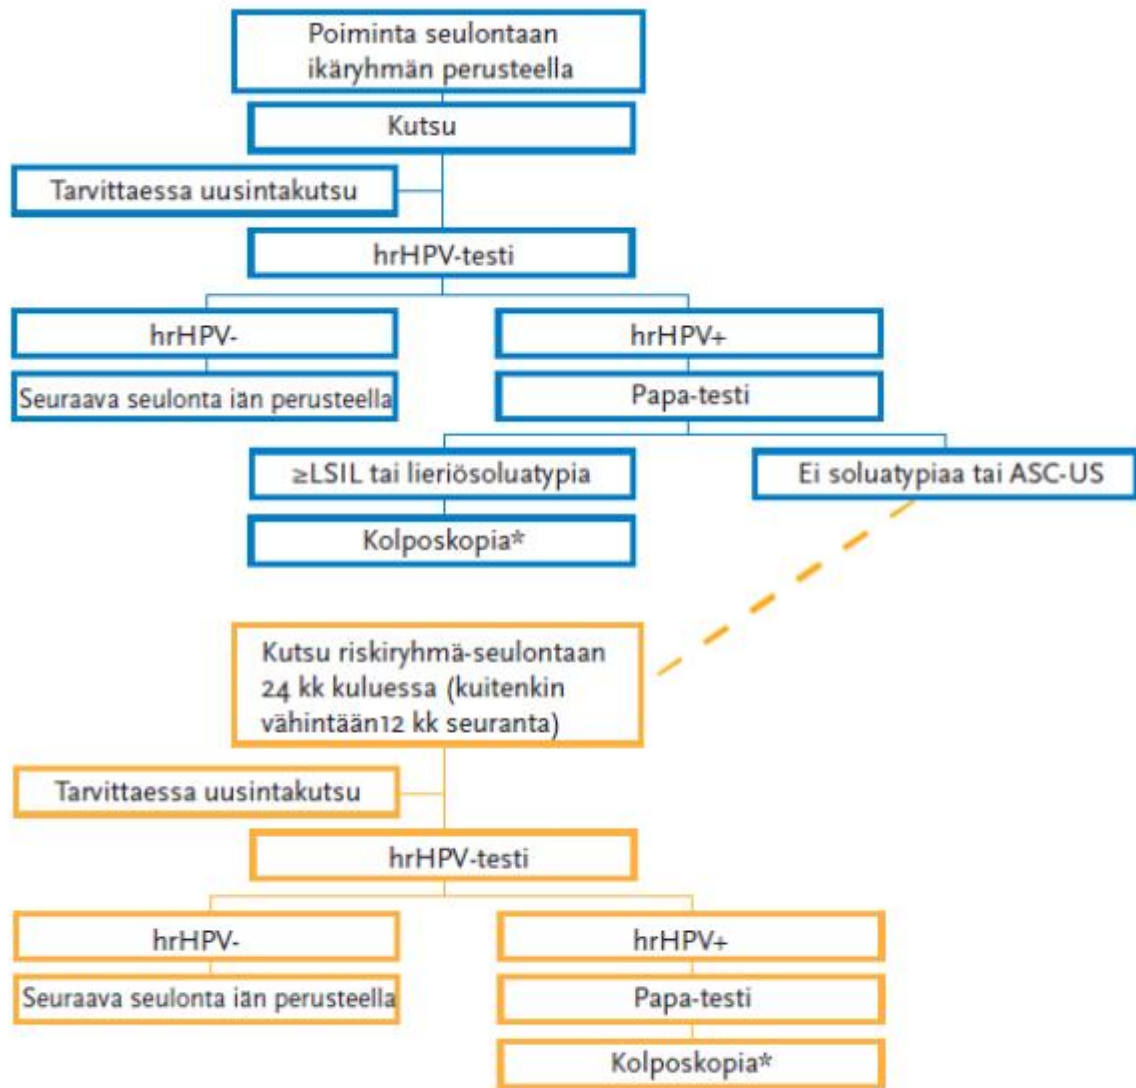 Poiminta seulontaan
ikäryhmän perusteella
Kutsu
Tarvittaessa uusintakutsu
hrHPV-testi
hrHPV-
hrHPV+
Seuraava seulonta iän perusteella
Papa-testi
≥LSIL tai lieriösoluatypia
Ei soluatypiaa tai ASC-US
Kolposkopia*
Kutsu riskiryhmä-seulontaan
24 kk kuluessa (kuitenkin
vähintään12 kk seuranta)
Tarvittaessa uusintakutsu
hrHPV-testi
hrHPV-
hrHPV+
Seuraava seulonta iän perusteella
Papa-testi
Kolposkopia*